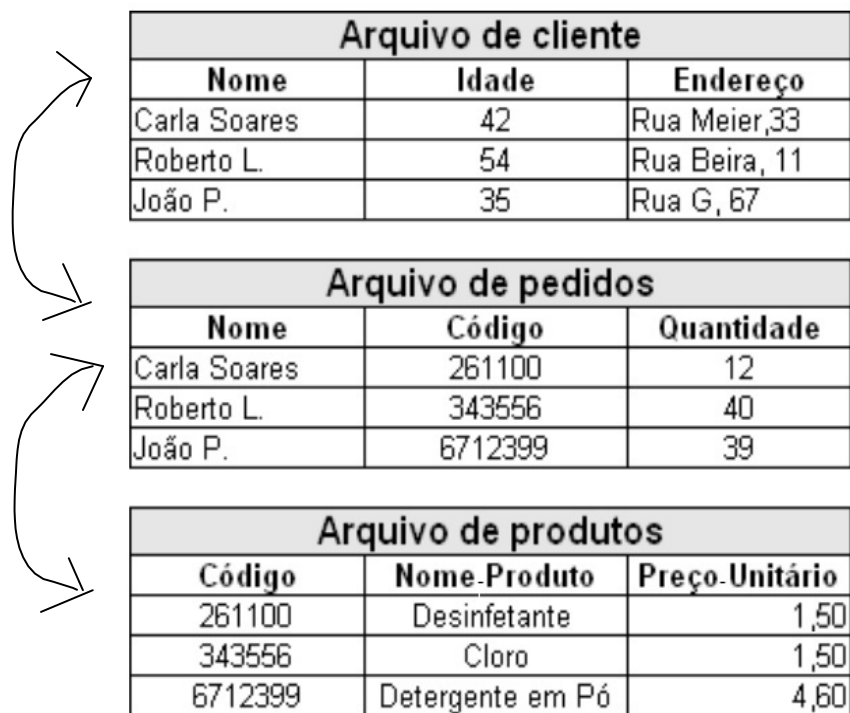 Arquivo de cliente
Nome Idade Endereço
Carla Soares 42 Rua Meier,33
Roberto L. 54 Rua Beira, 11
João P. 35 Rua G, 67
Arquivo de pedidos
Nome Código Quantidade
Carla Soares 261100 12
Roberto L. 343556 40
João P. 6712399 39
Arquivo de produtos
Código Nome-Produto Preço-Unitário
261100 Desinfetante 1,50
343556 Cloro 1,50
6712399 Detergente em Pó 4,60